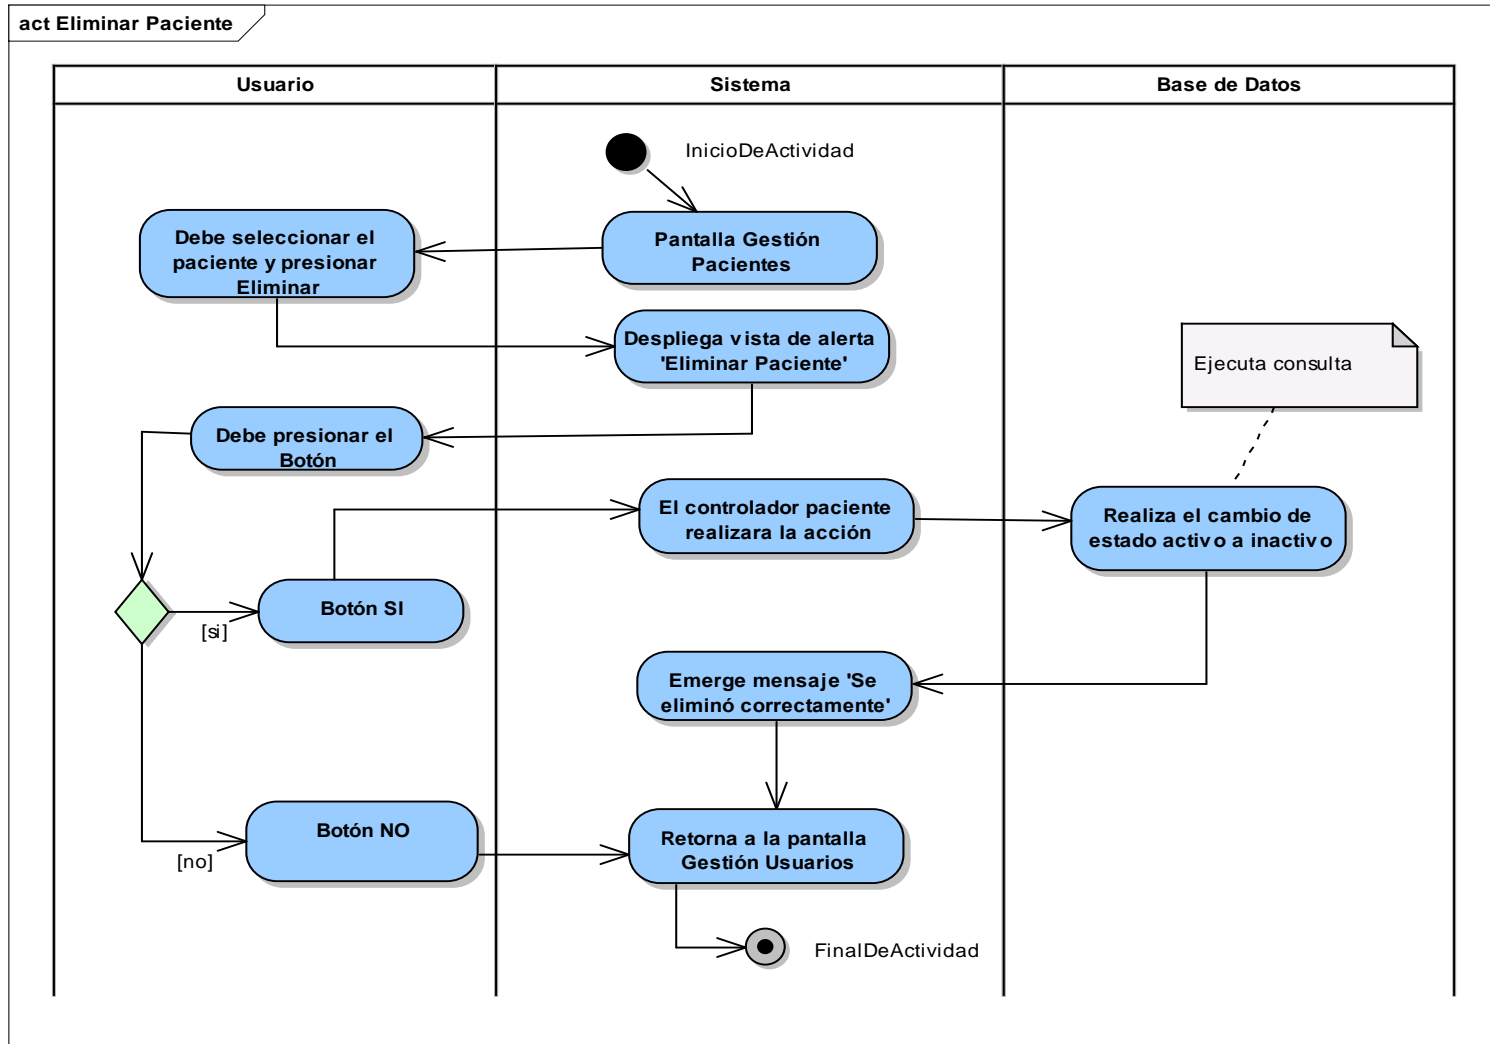 act Eliminar Paciente
Usuario
Sistema
Base de Datos
InicioDeActividad
Debe seleccionar el
paciente y presionar
Eliminar
Pantalla Gestión
Pacientes
Despliega vista de alerta
'Eliminar Paciente'
Ejecuta consulta
Debe presionar el
Botón
El controlador paciente
realizara la acción
Realiza el cambio de
estado activo a inactivo
Botón SI
[si]
Emerge mensaje 'Se
eliminó correctamente'
Botón NO
[no]
Retorna a la pantalla
Gestión Usuarios
FinalDeActividad